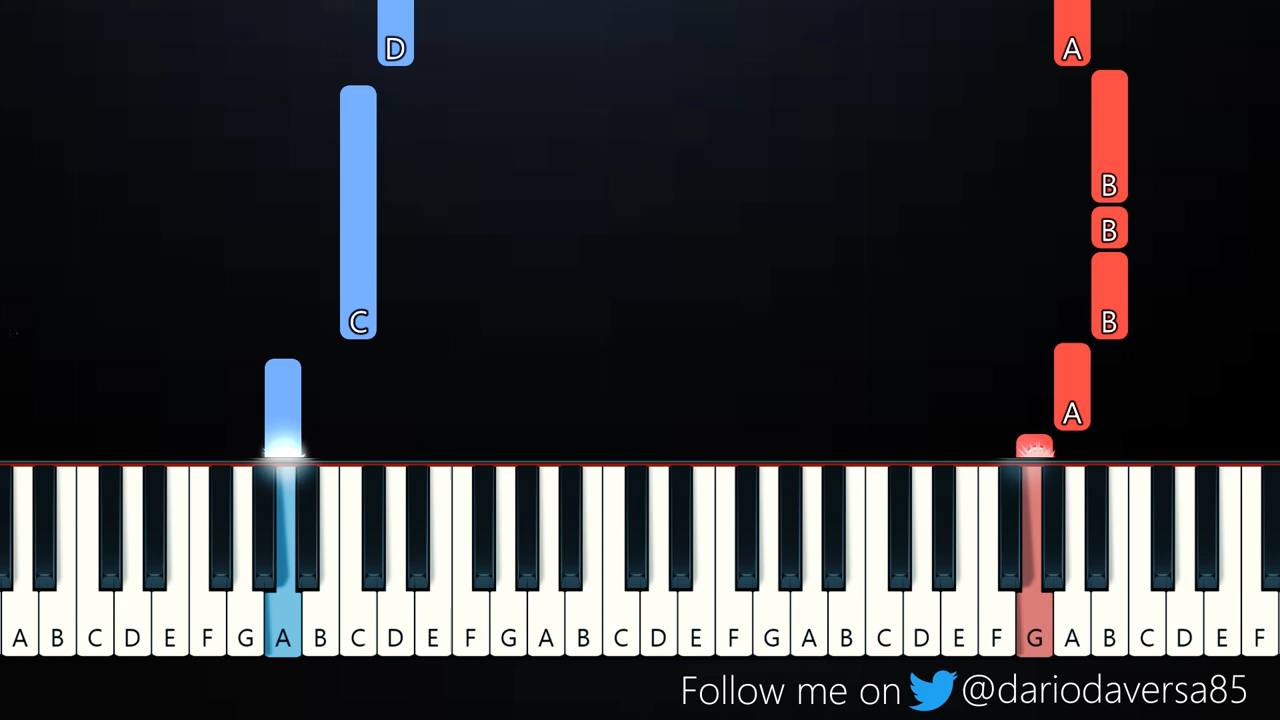 D A
B
B
C B
A
A B C D E F G A B C D E F G A B C D E F G A B C D E F G A B C D E F
Follow me on @dariodaversa85